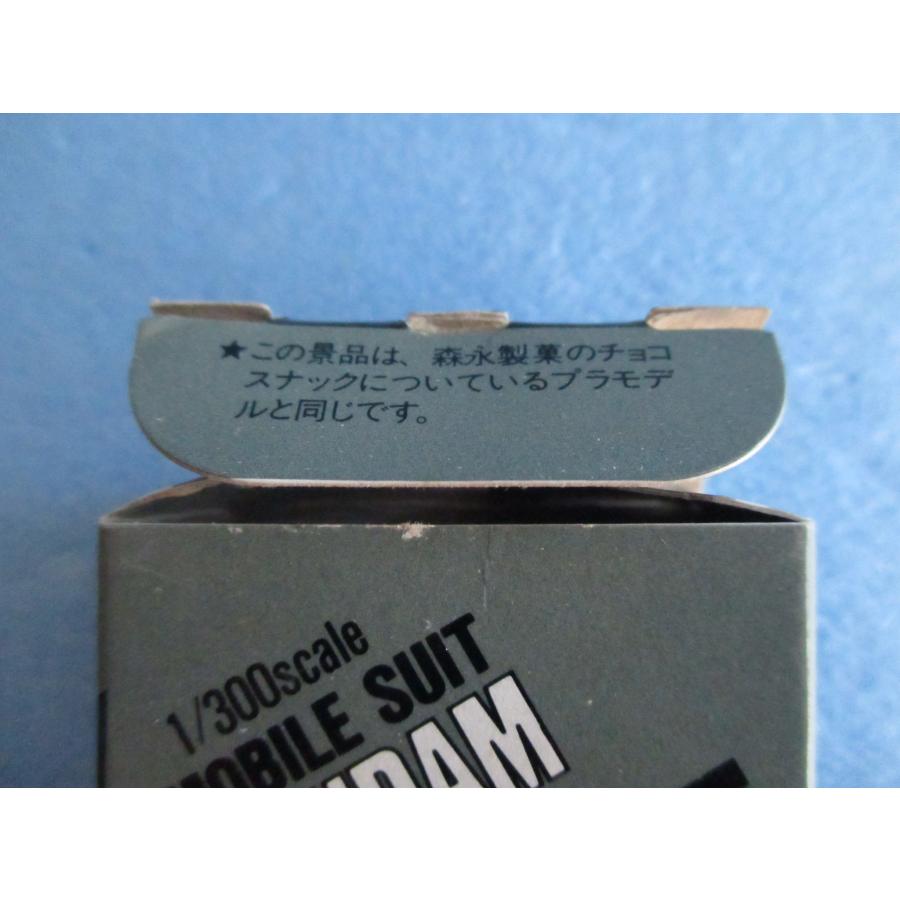 ★この景品は、森永製菓のチョコ
スナックについているプラモデ
ルと同じです。
1/300scale
MOBILE SUIT